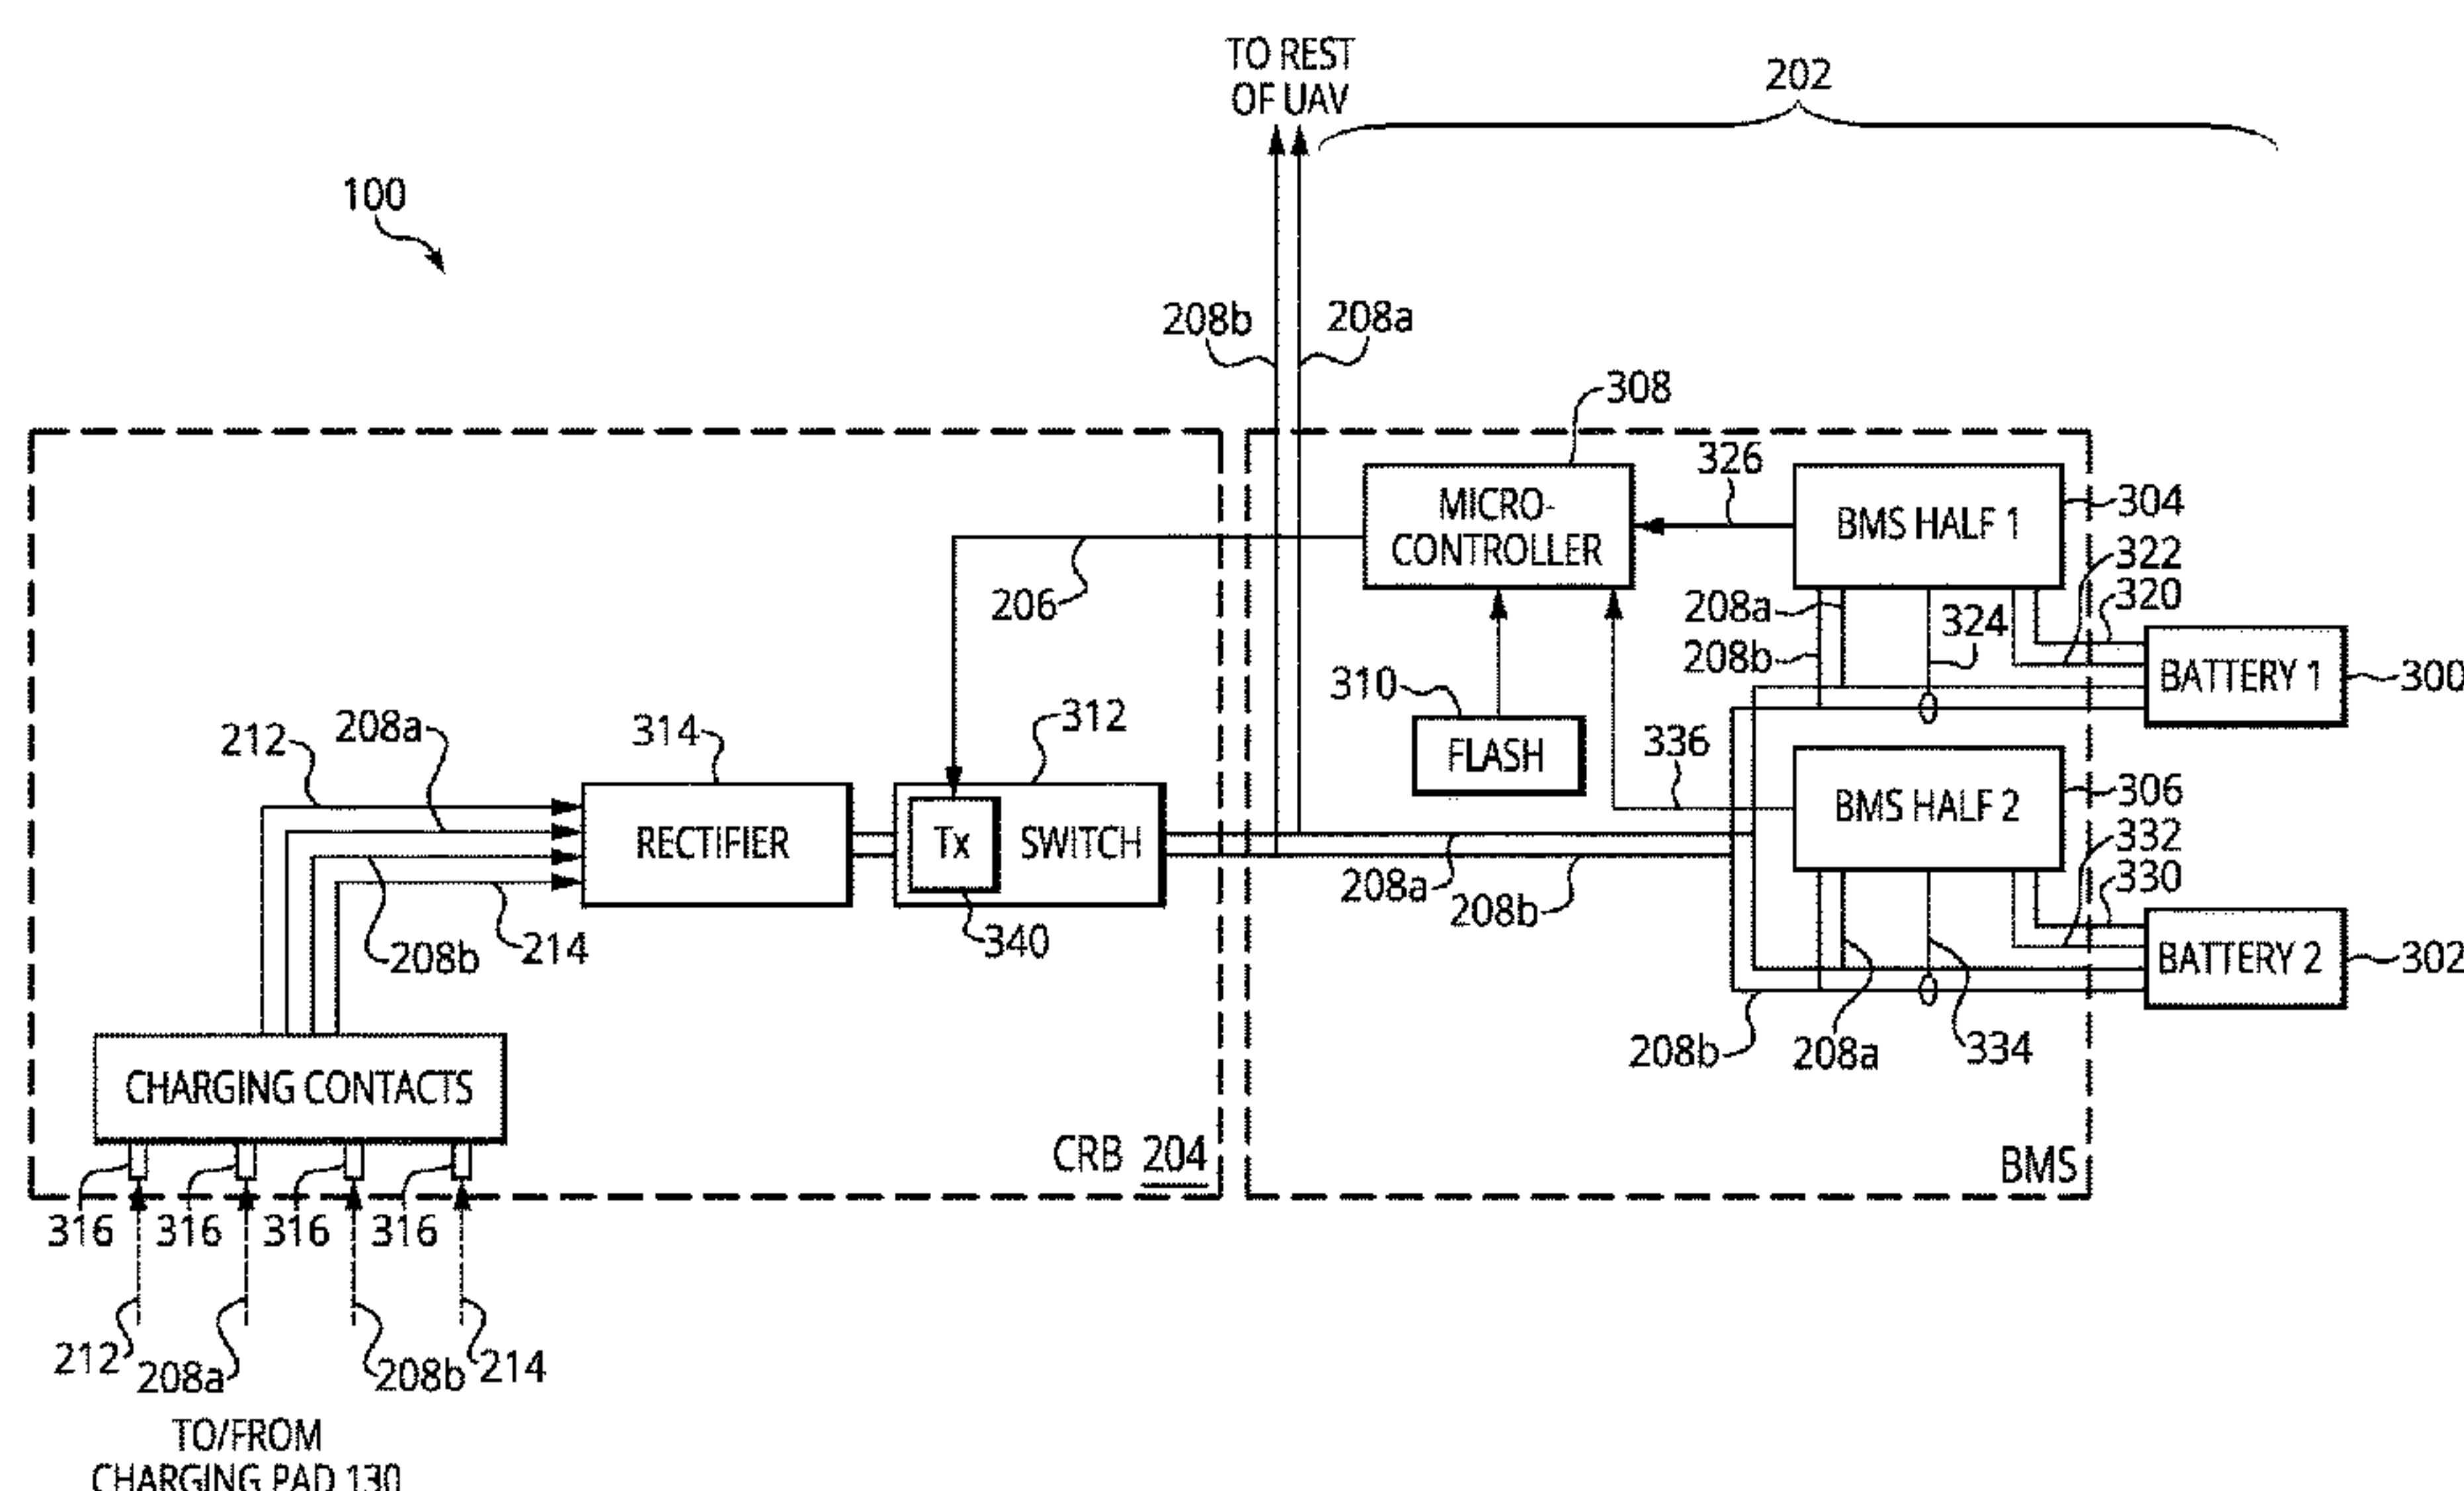 TO REST
OF UAV
202
100
208b
208a
308
326
304
322
320
MICRO-
CONTROLLER
BMS HALF 1
206
208a
208b
324
310
FLASH
BATTERY 1
300
336
212
208a
314
312
RECTIFIER
Tx
SWITCH
BMS HALF 2
306
332
330
208a
208b
208b
214
340
BATTERY 2
302
208b
208a
334
CHARGING CONTACTS
CRB 204
BMS
316
316
316
316
212
208a
208b
214
TO/FROM
CHARGING PAD 130